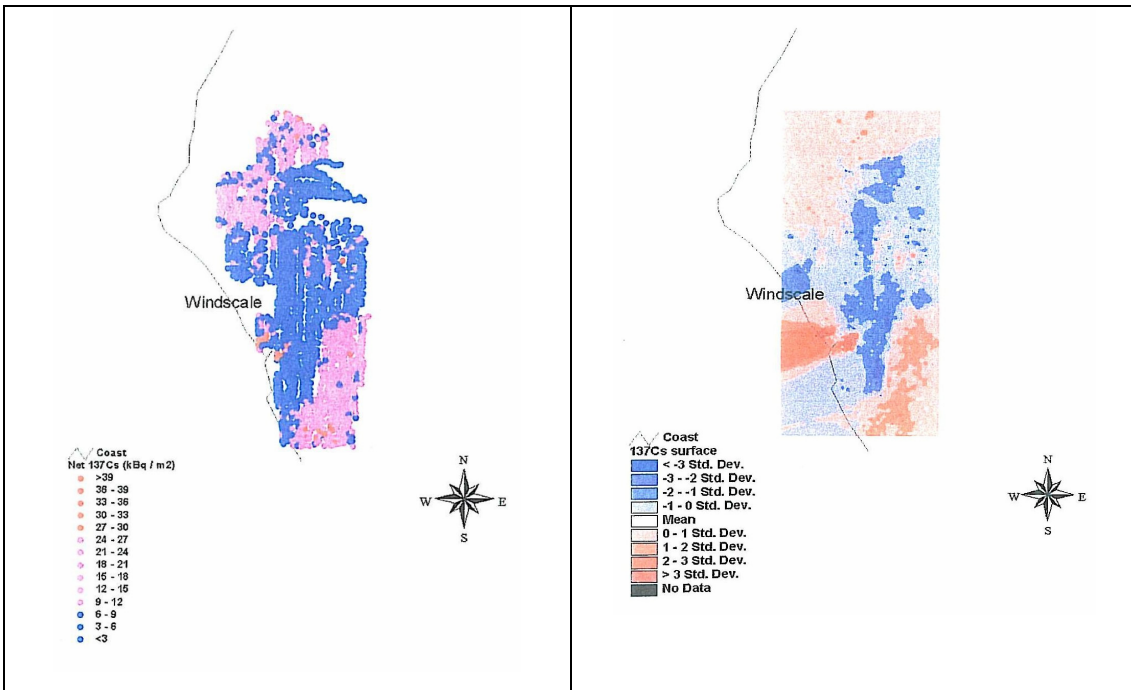 Windscale
Coast
Net 137Cs (kBq / m2)
>39
36 - 39
33 - 36
30 - 33
27 - 30
24 - 27
21 - 24
18 - 21
15 - 18
12 - 15
9 - 12
6 - 9
3 - 6
<3
N
W
E
S
Windscale
Coast
137Cs surface
< -3 Std. Dev.
-3 - -2 Std. Dev.
-2 - -1 Std. Dev.
-1 - 0 Std. Dev.
Mean
0 - 1 Std. Dev.
1 - 2 Std. Dev.
2 - 3 Std. Dev.
> 3 Std. Dev.
No Data
N
W
E
S